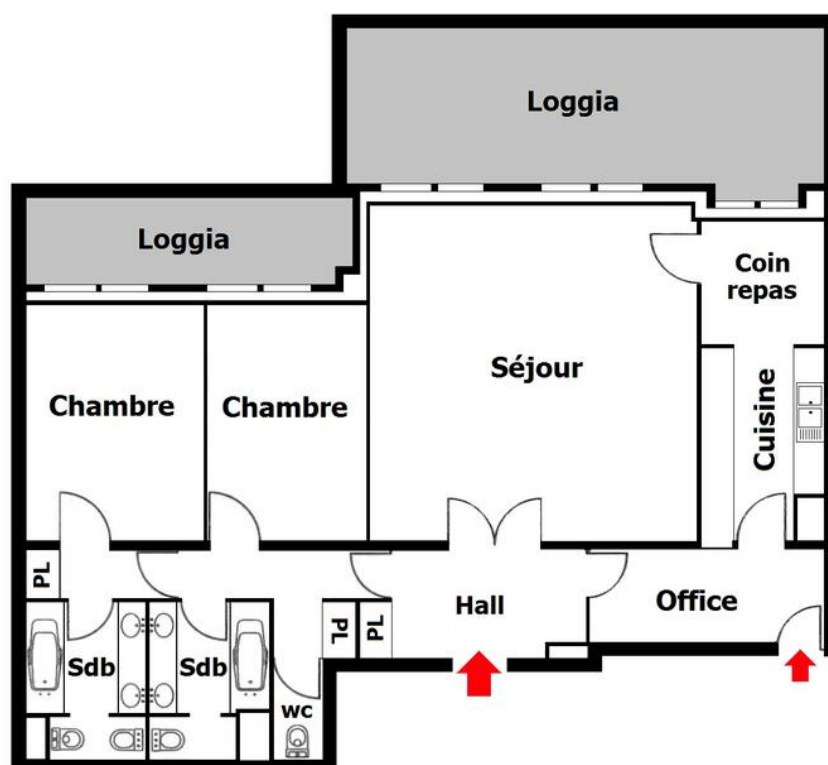 Loggia
Loggia
Coin
repas
Séjour
Chambre
Chambre
Cuisine
PL
Hall
Office
PL
PL
Sdb
Sdb
wc